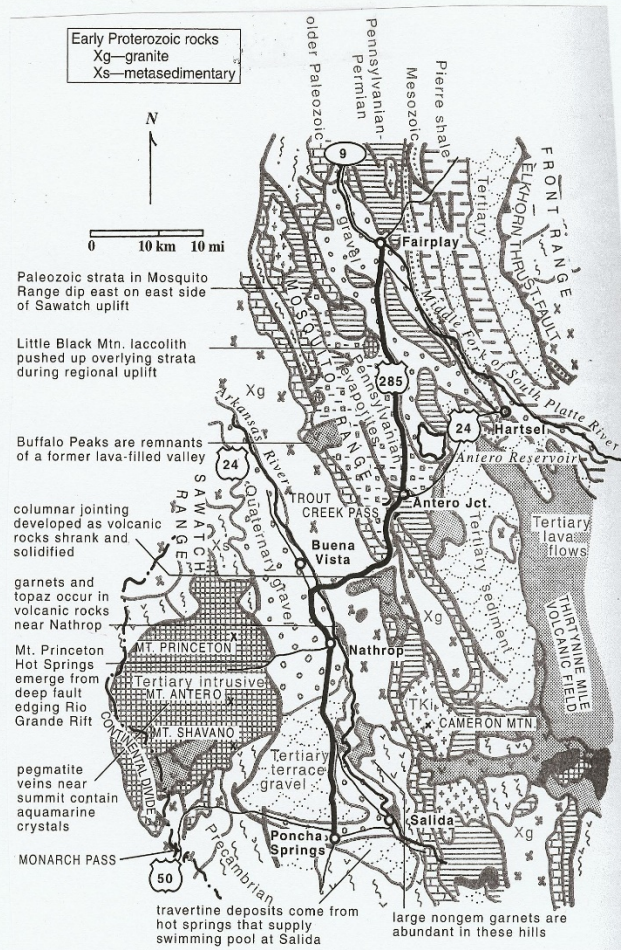 Early Proterozoic rocks
Xg—granite
Xs—metasedimentary
N
0 10 km 10 mi
older Paleozoic
Pennsylvanian-
Permian
Mesozoic
Pierre shale
Tertiary
FRONT RANGE
ELKHORN THRUST FAULT
9
gravel
Fairplay
Paleozoic strata in Mosquito
Range dip east on east side
of Sawatch uplift
MOSQUITO RANGE
Middle Fork of South Platte River
Little Black Mtn. laccolith
pushed up overlying strata
during regional uplift
Pennsylvanian
evaporites
285
Xg
Arkansas River
24
Hartsel
Antero Reservoir
Buffalo Peaks are remnants
of a former lava-filled valley
24
SAWATCH
RANGE
Quaternary gravel
TROUT
CREEK PASS
Antero Jct.
Tertiary
lava
flows
columnar jointing
developed as volcanic
rocks shrank and
solidified
Xs
Buena
Vista
Tertiary
sediment
garnets and
topaz occur in
volcanic rocks
near Nathrop
Xg
THIRTYNINE MILE
VOLCANIC FIELD
Mt. Princeton
Hot Springs
emerge from
deep fault
edging Rio
Grande Rift
MT. PRINCETON
Nathrop
Tertiary intrusive
MT. ANTERO
TKi
CAMERON MTN.
MT. SHAVANO
CONTINENTAL DIVIDE
Tertiary
terrace
gravel
pegmatite
veins near
summit contain
aquamarine
crystals
Salida
Xg
Poncha
Springs
MONARCH PASS
50
Precambrian
travertine deposits come from
hot springs that supply
swimming pool at Salida
large nongem garnets are
abundant in these hills